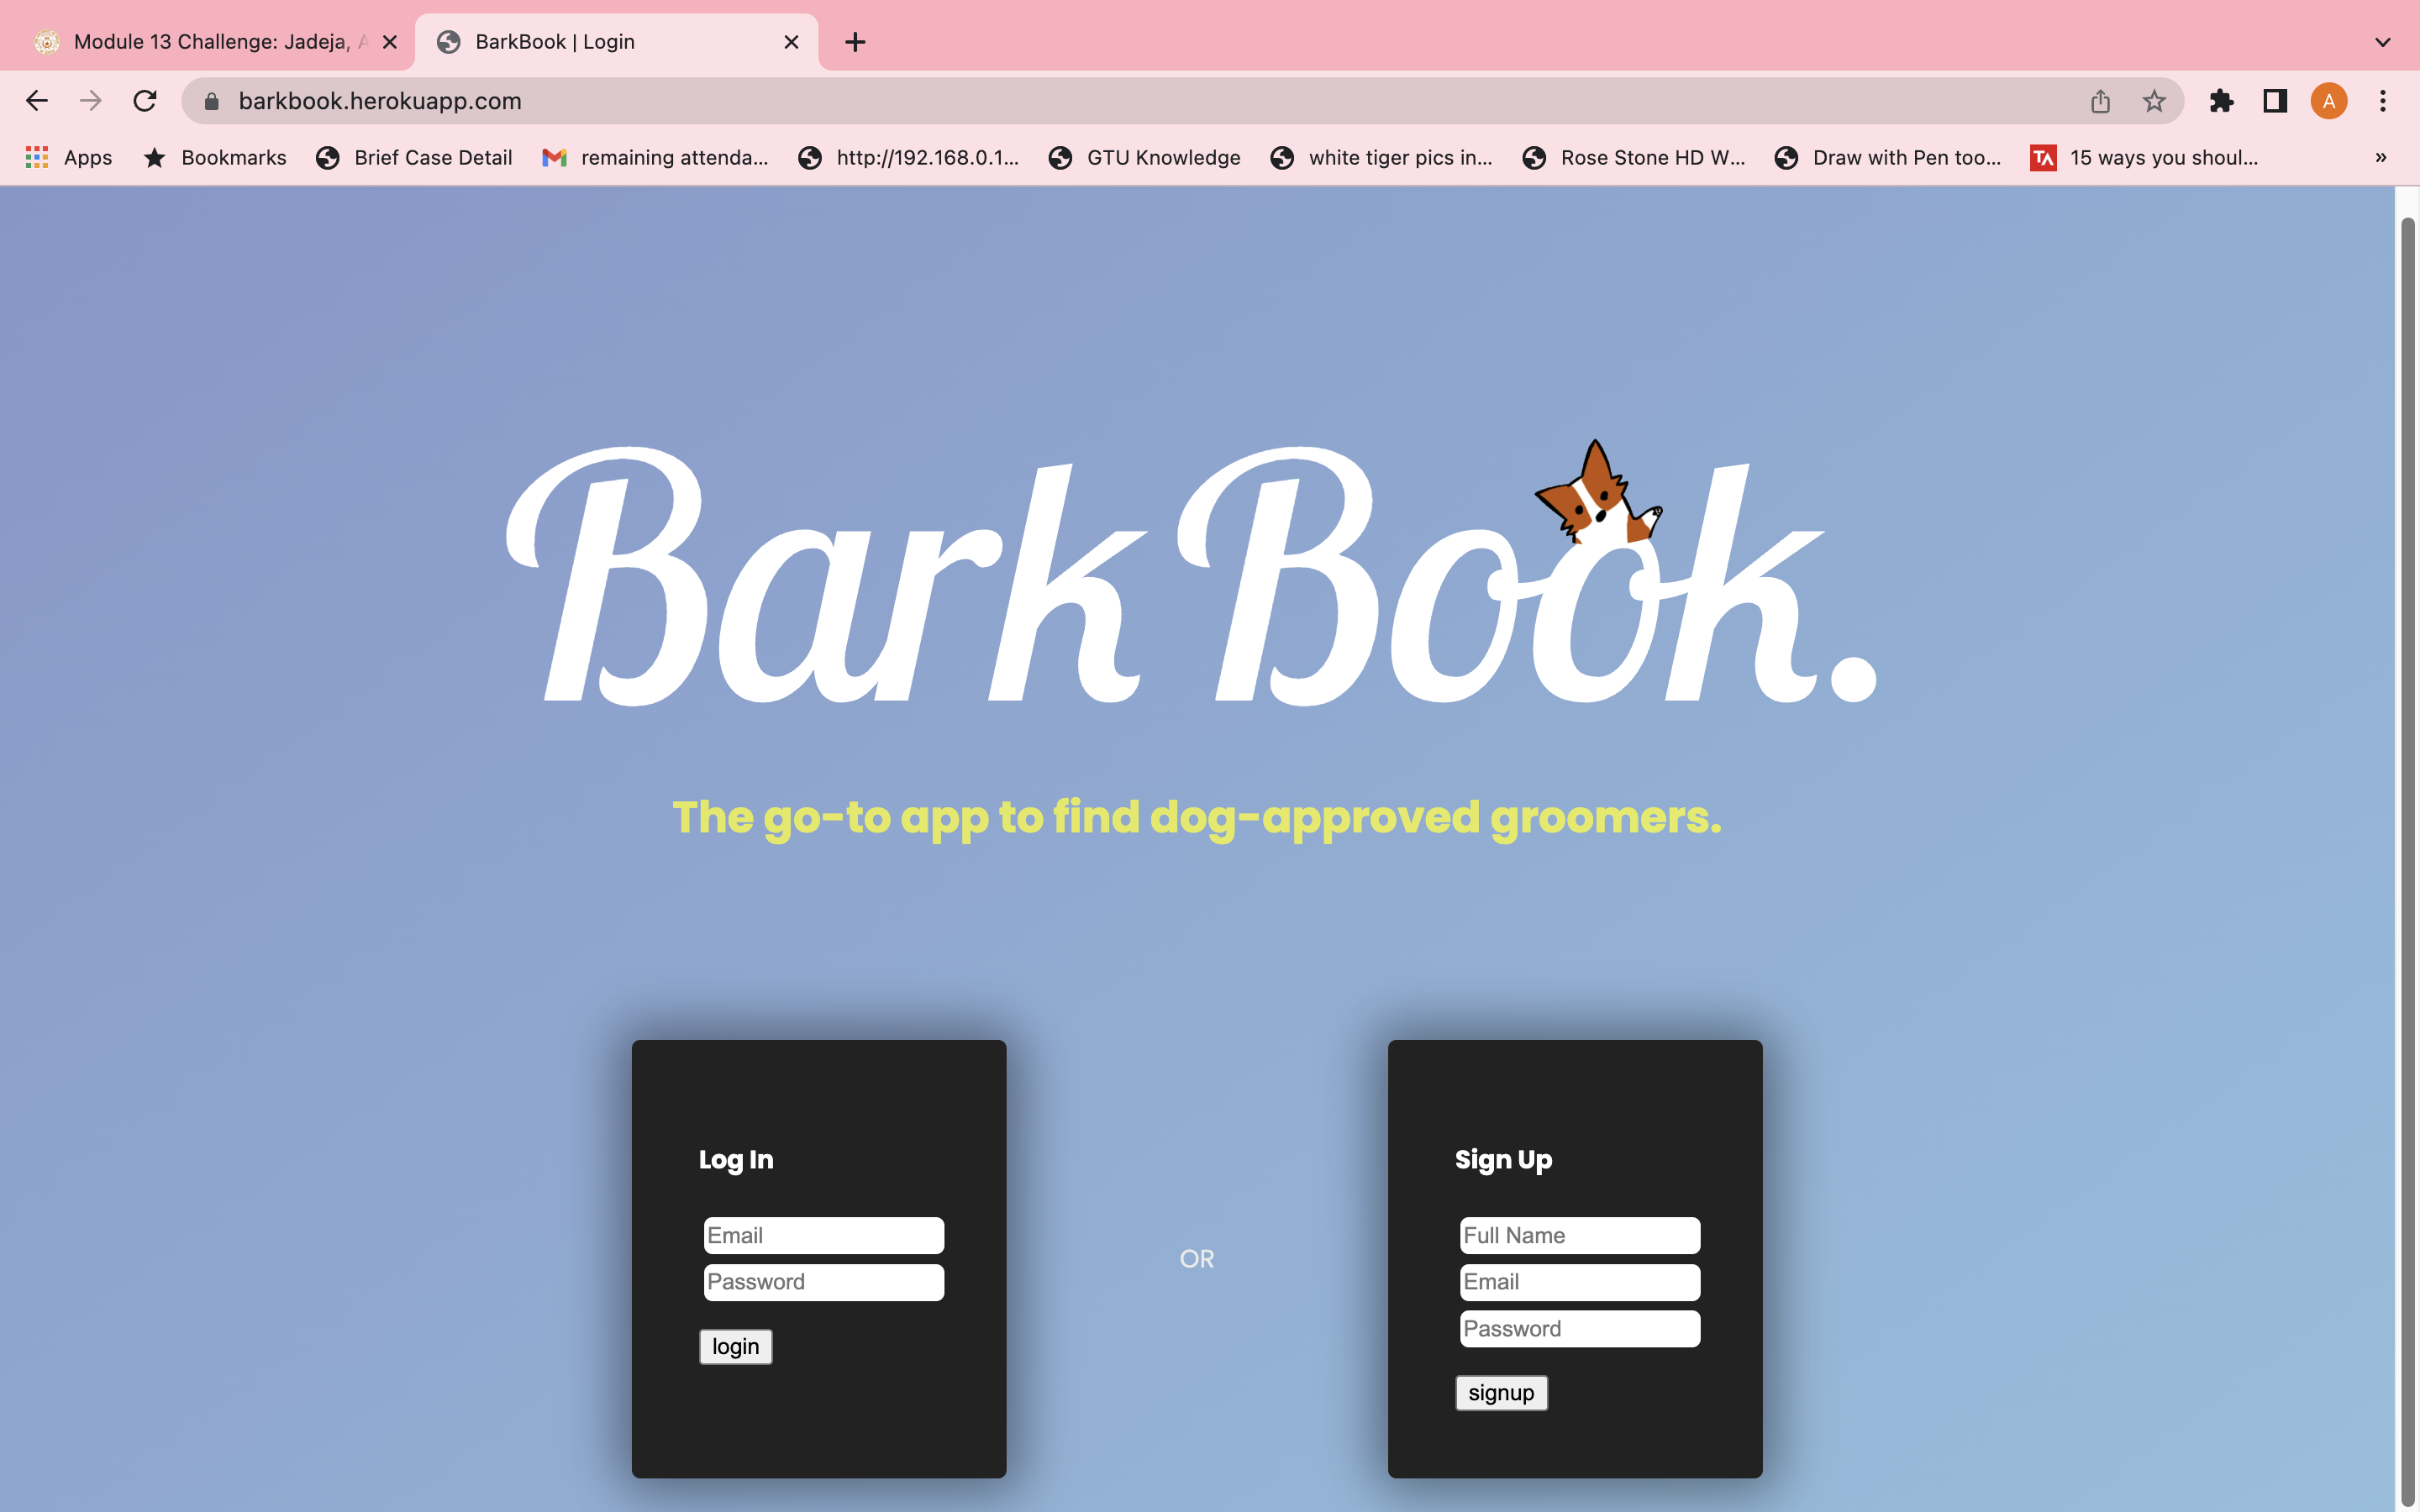 Module 13 Challenge: Jadeja, A
BarkBook | Login
barkbook.herokuapp.com
A
Apps
Bookmarks
Brief Case Detail
remaining attenda...
http://192.168.0.1...
GTU Knowledge
white tiger pics in...
Rose Stone HD W...
Draw with Pen too...
TA
15 ways you shoul...
»
Bark Book.
The go-to app to find dog-approved groomers.
Log In
Email
Password
login
OR
Sign Up
Full Name
Email
Password
signup